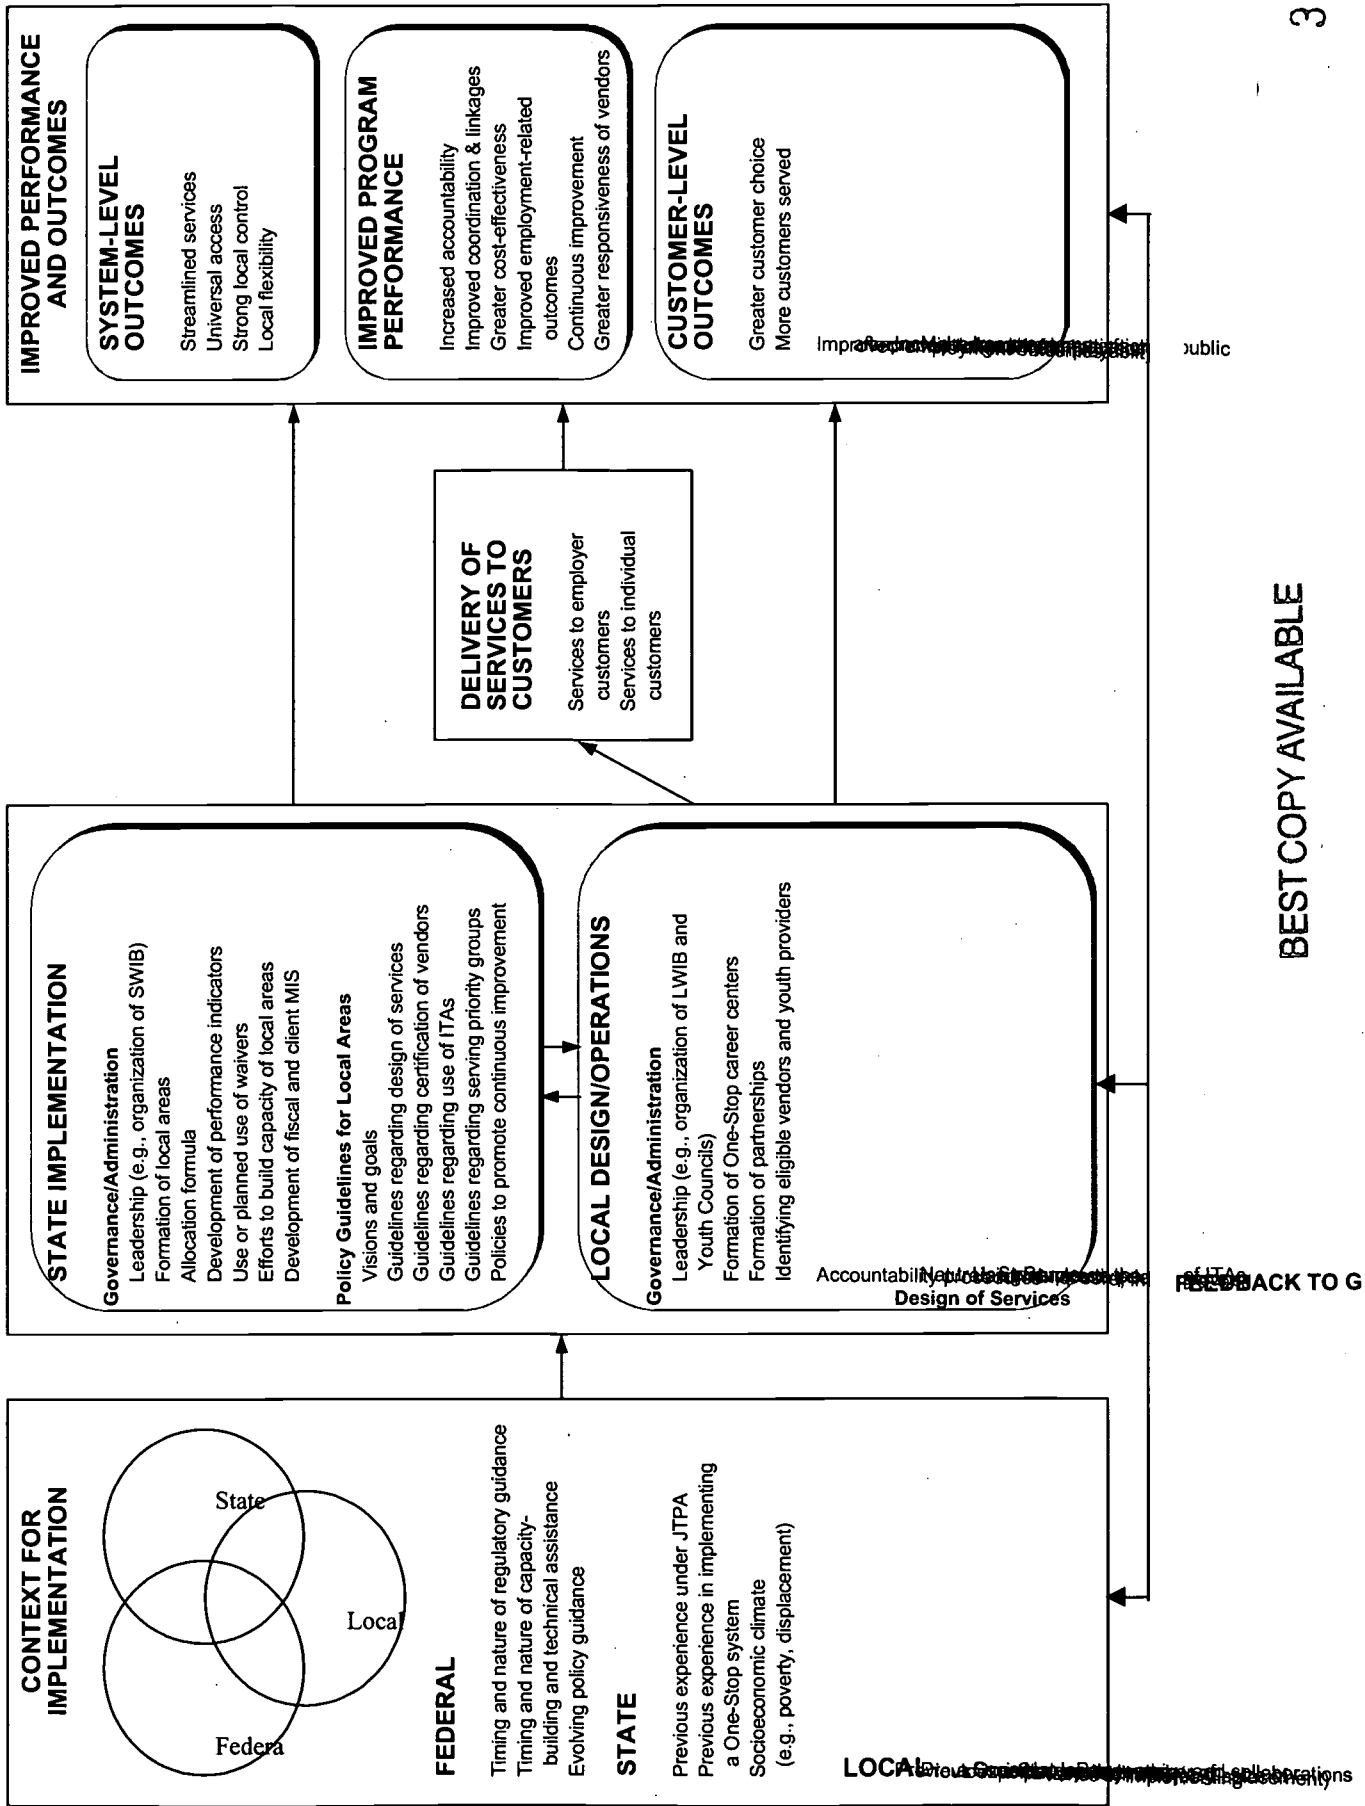 CONTEXT FOR
IMPLEMENTATION
State
Local
Federa
FEDERAL
Timing and nature of regulatory guidance
Timing and nature of capacity-
building and technical assistance
Evolving policy guidance
STATE
Previous experience under JTPA
Previous experience in implementing
a One-Stop system
Socioeconomic climate
(e.g., poverty, displacement)
LOCAL
STATE IMPLEMENTATION
Governance/Administration
Leadership (e.g., organization of SWIB)
Formation of local areas
Allocation formula
Development of performance indicators
Use or planned use of waivers
Efforts to build capacity of local areas
Development of fiscal and client MIS
Policy Guidelines for Local Areas
Visions and goals
Guidelines regarding design of services
Guidelines regarding certification of vendors
Guidelines regarding use of ITAs
Guidelines regarding serving priority groups
Policies to promote continuous improvement
LOCAL DESIGN/OPERATIONS
Governance/Administration
Leadership (e.g., organization of LWIB and
Youth Councils)
Formation of One-Stop career centers
Formation of partnerships
Identifying eligible vendors and youth providers
Accountability
Design of Services
TO G
DELIVERY OF
SERVICES TO
CUSTOMERS
Services to employer
customers
Services to individual
customers
IMPROVED PERFORMANCE
AND OUTCOMES
SYSTEM-LEVEL
OUTCOMES
Streamlined services
Universal access
Strong local control
Local flexibility
IMPROVED PROGRAM
PERFORMANCE
Increased accountability
Improved coordination & linkages
Greater cost-effectiveness
Improved employment-related
outcomes
Continuous improvement
Greater responsiveness of vendors
CUSTOMER-LEVEL
OUTCOMES
Greater customer choice
More customers served
BEST COPY AVAILABLE
3